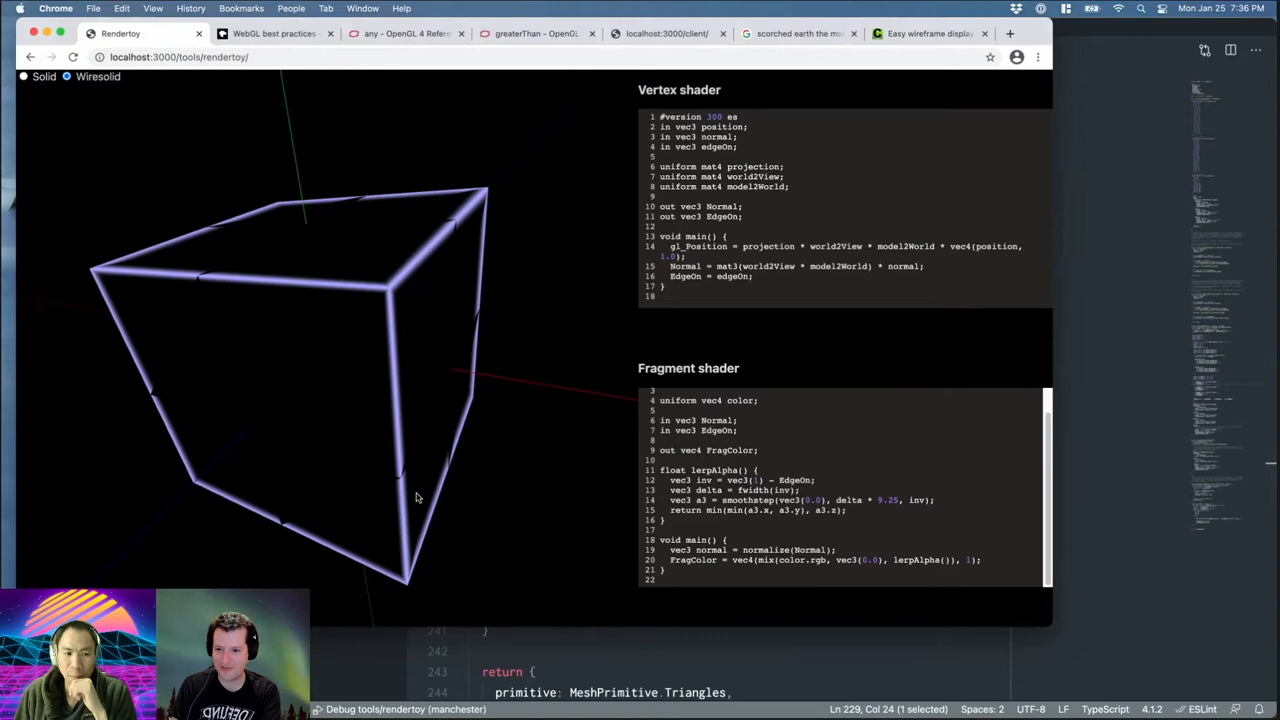 Chrome File Edit View History Bookmarks People Tab Window Help Mon Jan 25 7:36 PM
Rendertoy WebGL best practices - any - OpenGL 4 Refere greaterThan - OpenGL localhost:3000/client/ scorched earth the mo Easy wireframe display
localhost:3000/tools/rendertoy/
Solid Wiresolid
Vertex shader
1 #version 300 es
2 in vec3 position;
3 in vec3 normal;
4 in vec3 edgeOn;
5
6 uniform mat4 projection;
7 uniform mat4 world2View;
8 uniform mat4 model2World;
9
10 out vec3 Normal;
11 out vec3 EdgeOn;
12
13 void main() {
14 gl_Position = projection * world2View * model2World * vec4(position,
1.0);
15 Normal = mat3(world2View * model2World) * normal;
16 EdgeOn = edgeOn;
17 }
18
Fragment shader
3
4 uniform vec4 color;
5
6 in vec3 Normal;
7 in vec3 EdgeOn;
8
9 out vec4 FragColor;
10
11 float lerpAlpha() {
12 vec3 inv = vec3(1) - EdgeOn;
13 vec3 delta = fwidth(inv);
14 vec3 a3 = smoothstep(vec3(0.0), delta * 9.25, inv);
15 return min(min(a3.x, a3.y), a3.z);
16 }
17
18 void main() {
19 vec3 normal = normalize(Normal);
20 FragColor = vec4(mix(color.rgb, vec3(0.0), lerpAlpha()), 1);
21 }
22
241 }
242
243 return {
244 primitive: MeshPrimitive.Triangles,
Debug tools/rendertoy (manchester) Ln 229, Col 24 (1 selected) Spaces: 2 UTF-8 LF TypeScript 4.1.2 ESLint